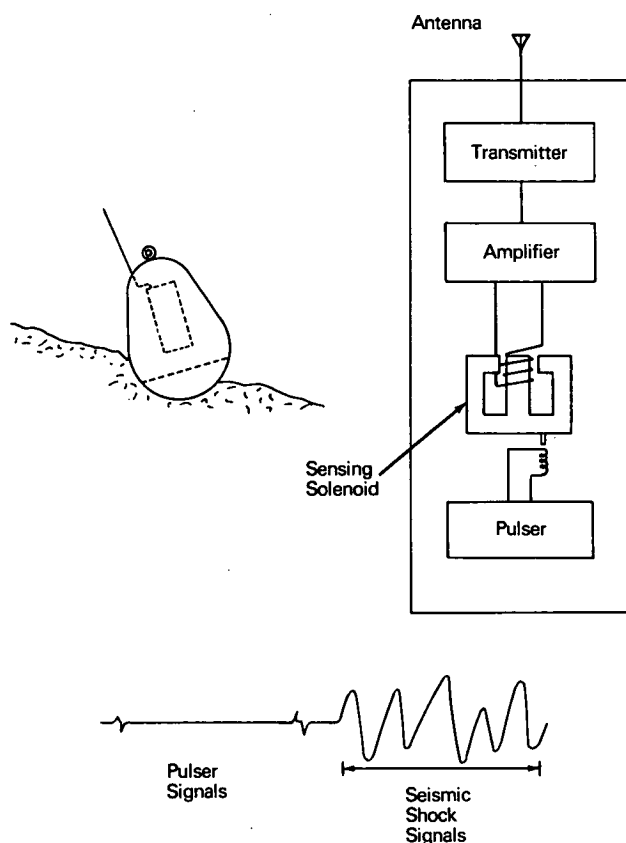 Antenna
Transmitter
Amplifier
Sensing
Solenoid
Pulser
Pulser
Signals
Seismic
Shock
Signals